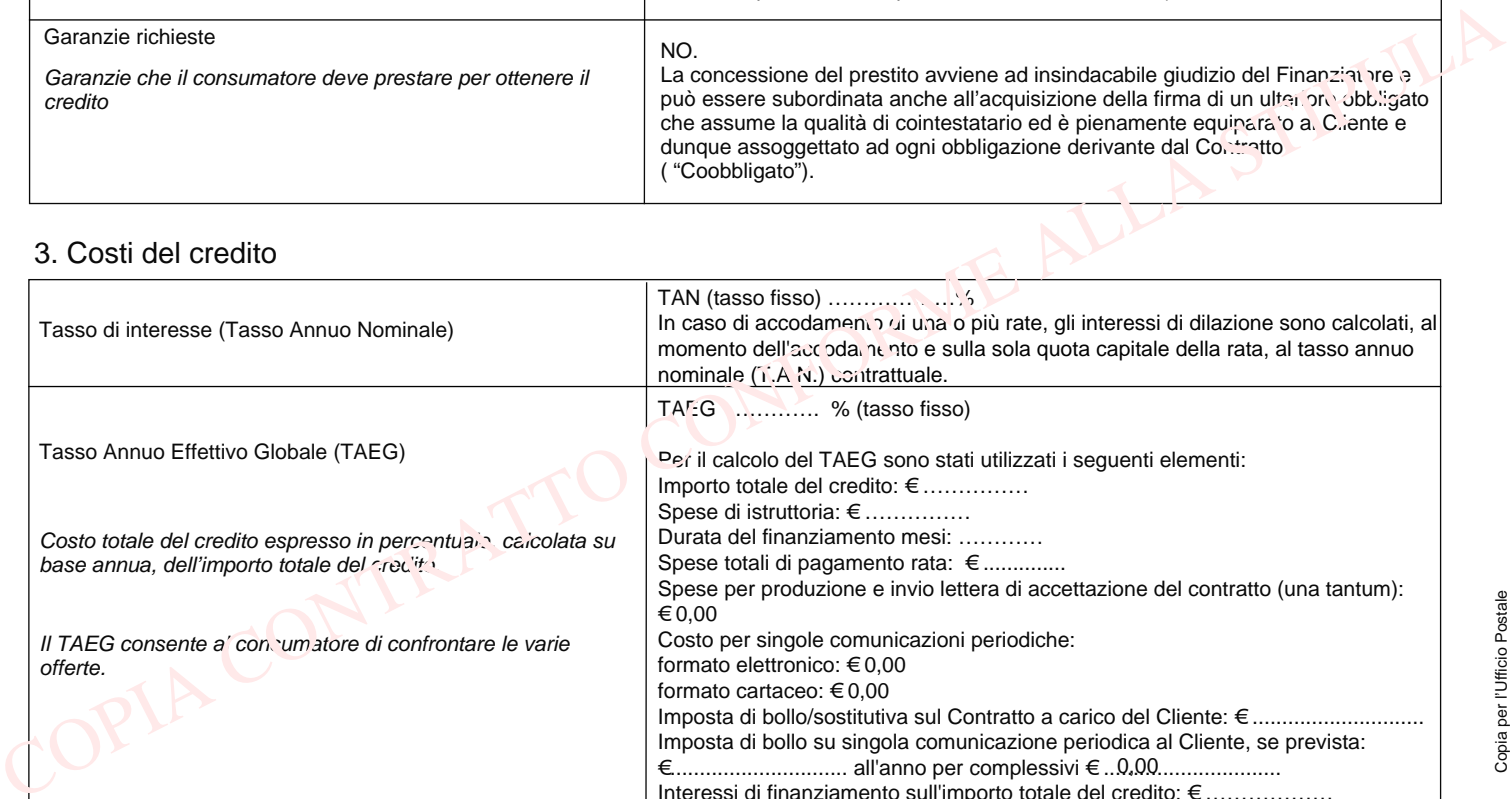 Garanzie richieste
Garanzie che il consumatore deve prestare per ottenere il
credito
NO.
La concessione del prestito avviene ad insindacabile giudizio del Finanziatore e
può essere subordinata anche all'acquisizione della firma di un ulteriore obbligato
che assume la qualità di cointestatario ed è pienamente equiparato al Cliente e
dunque assoggettato ad ogni obbligazione derivante dal Contratto
( “Coobbligato”).
3. Costi del credito
Tasso di interesse (Tasso Annuo Nominale)
TAN (tasso fisso) ………………….%
In caso di accodamento di una o più rate, gli interessi di dilazione sono calcolati, al
momento dell'accodamento e sulla sola quota capitale della rata, al tasso annuo
nominale (T.A.N.) contrattuale.
Tasso Annuo Effettivo Globale (TAEG)
Costo totale del credito espresso in percentuale, calcolata su
base annua, dell'importo totale del credito
Il TAEG consente al consumatore di confrontare le varie
offerte.
TAEG ………… % (tasso fisso)
Per il calcolo del TAEG sono stati utilizzati i seguenti elementi:
Importo totale del credito: € ……………
Spese di istruttoria: € ……………
Durata del finanziamento mesi: …………
Spese totali di pagamento rata: € ..............
Spese per produzione e invio lettera di accettazione del contratto (una tantum):
€ 0,00
Costo per singole comunicazioni periodiche:
formato elettronico: € 0,00
formato cartaceo: € 0,00
Imposta di bollo/sostitutiva sul Contratto a carico del Cliente: € .............................
Imposta di bollo su singola comunicazione periodica al Cliente, se prevista:
€.............................. all'anno per complessivi € ...0,00.......................
Interessi di finanziamento sull'importo totale del credito: € ………………
Copia per l'Ufficio Postale
COPIA CONTRATTO CONFORME ALLA STIPULA